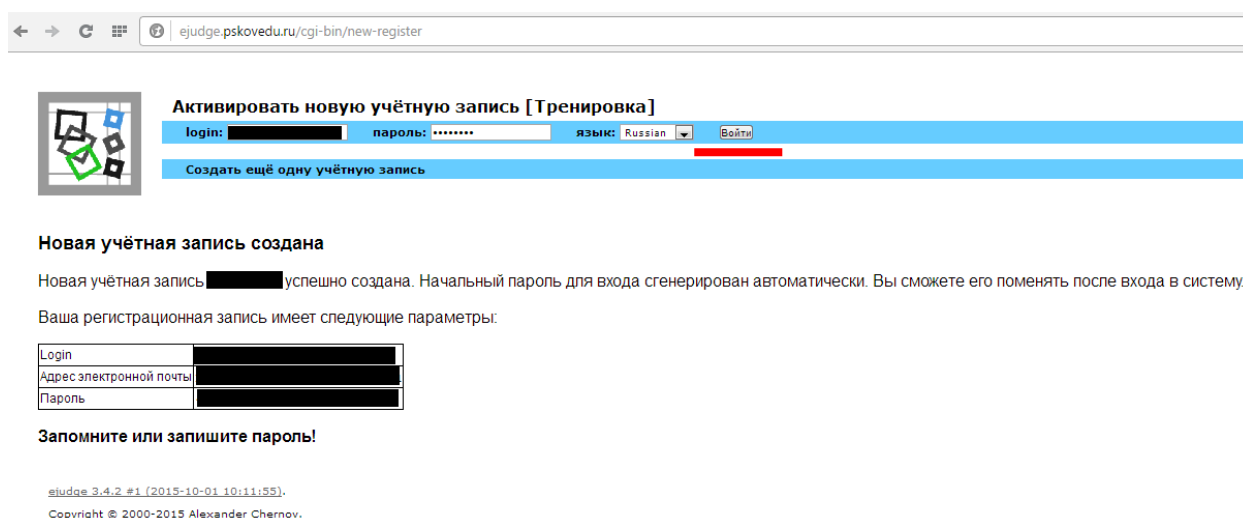 ejudge.pskovedu.ru/cgi-bin/new-register
Активировать новую учётную запись [Тренировка]
login: пароль: •••••••• язык: Russian Войти
Создать ещё одну учётную запись
Новая учётная запись создана
Новая учётная запись успешно создана. Начальный пароль для входа сгенерирован автоматически. Вы сможете его поменять после входа в систему.
Ваша регистрационная запись имеет следующие параметры:
Login
Адрес электронной почты
Пароль
Запомните или запишите пароль!
ejudge 3.4.2 #1 (2015-10-01 10:11:55).
Copyright © 2000-2015 Alexander Chernov.